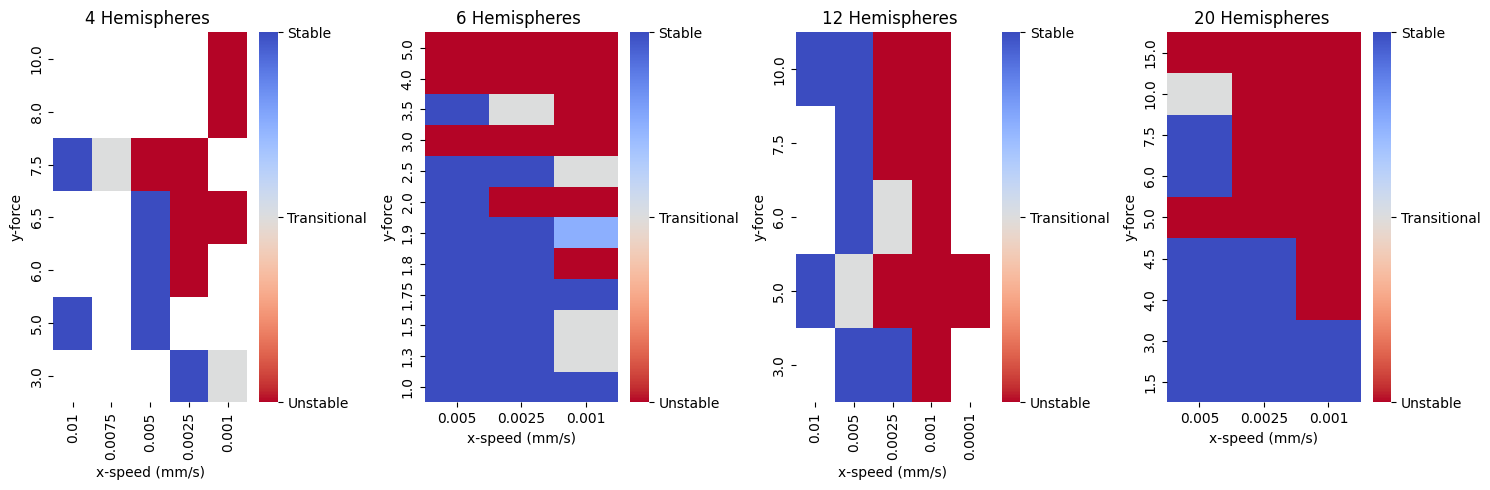 4 Hemispheres
y-force
10.0
8.0
7.5
6.5
6.0
5.0
3.0
0.01
0.0075
0.005
0.0025
0.001
x-speed (mm/s)
Stable
Transitional
Unstable
6 Hemispheres
y-force
5.0
4.0
3.5
3.0
2.5
2.0
1.9
1.8
1.75
1.5
1.3
1.0
0.005
0.0025
0.001
x-speed (mm/s)
Stable
Transitional
Unstable
12 Hemispheres
y-force
10.0
7.5
6.0
5.0
3.0
0.01
0.005
0.0025
0.001
0.0001
x-speed (mm/s)
Stable
Transitional
Unstable
20 Hemispheres
y-force
15.0
10.0
7.5
6.0
5.0
4.5
4.0
3.0
1.5
0.005
0.0025
0.001
x-speed (mm/s)
Stable
Transitional
Unstable